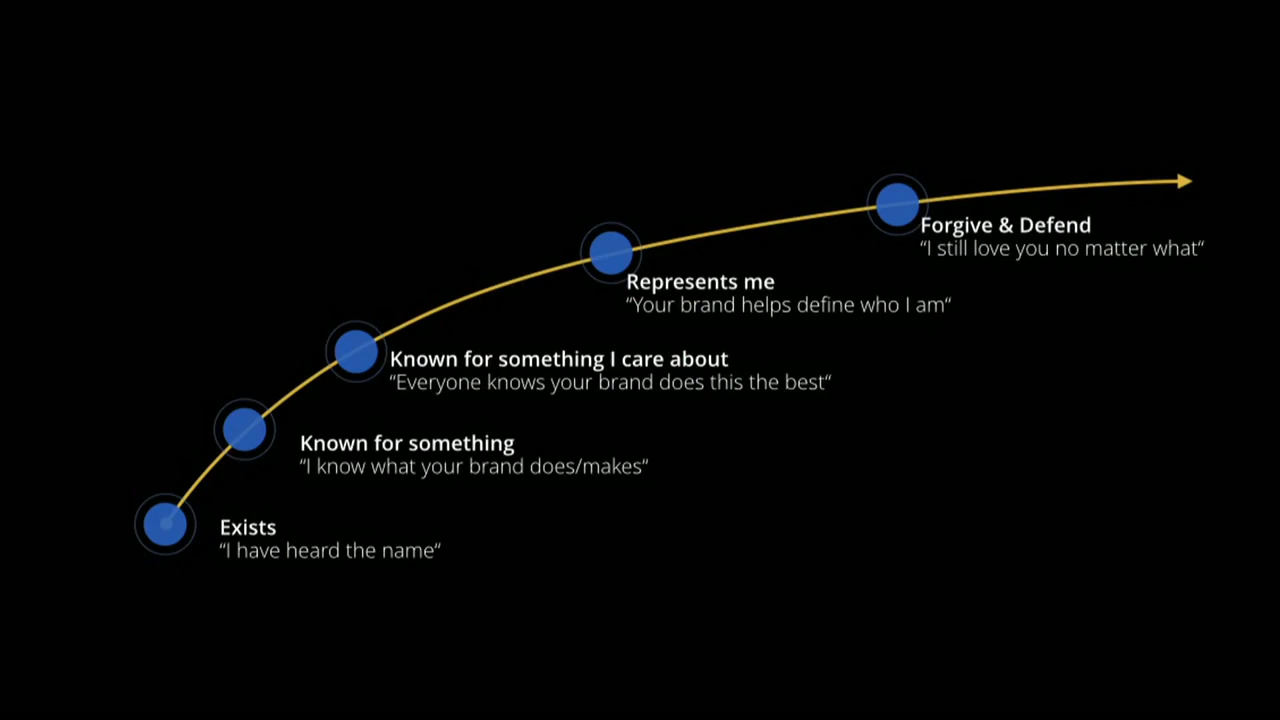 Forgive & Defend
“I still love you no matter what“
Represents me
“Your brand helps define who I am“
Known for something I care about
“Everyone knows your brand does this the best“
Known for something
“I know what your brand does/makes“
Exists
“I have heard the name“